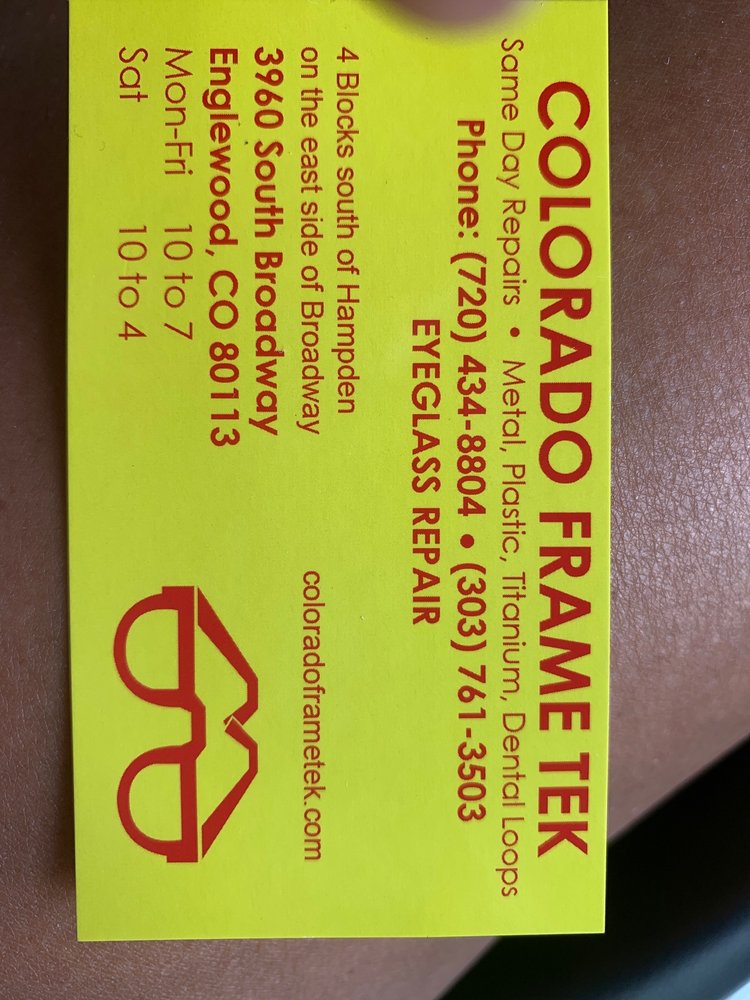 COLORADO FRAME TEK
Same Day Repairs • Metal, Plastic, Titanium, Dental Loops
Phone: (720) 434-8804 • (303) 761-3503
EYEGLASS REPAIR
4 Blocks south of Hampden
on the east side of Broadway
3960 South Broadway
Englewood, CO 80113
Mon-Fri 10 to 7
Sat 10 to 4
coloradoframetek.com